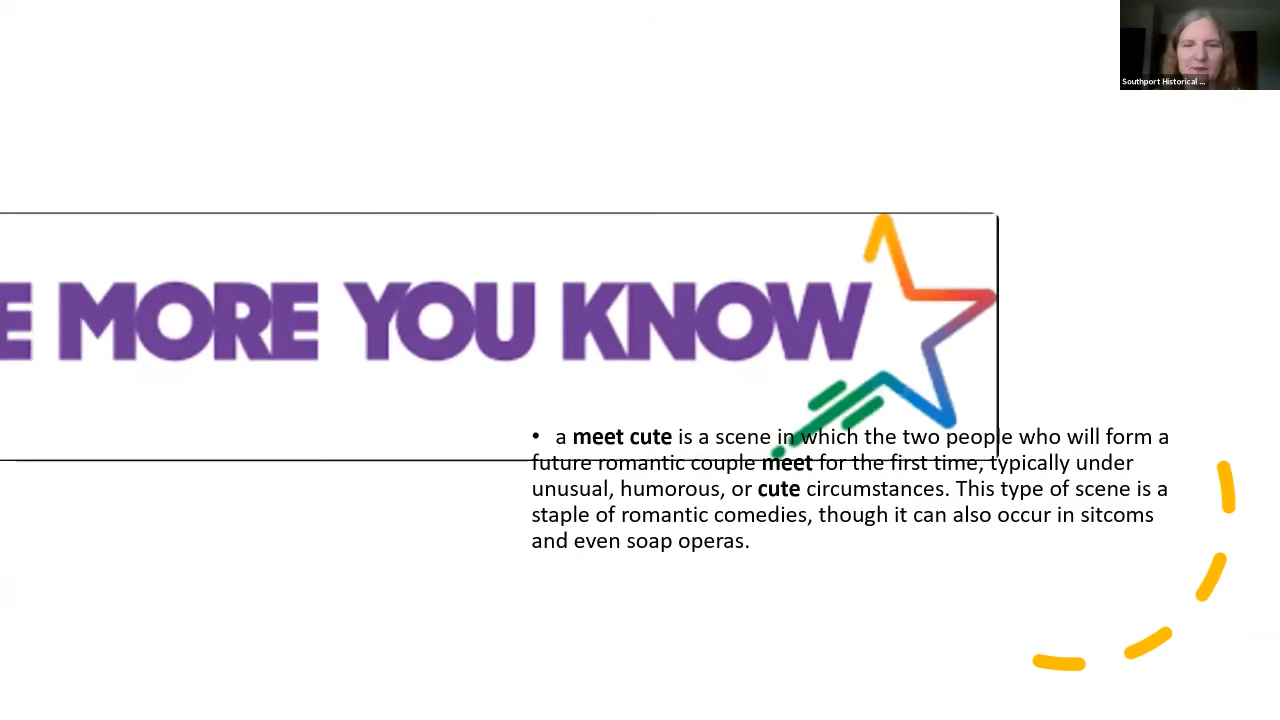 Southport Historical ...
E MORE YOU KNOW
• a meet cute is a scene in which the two people who will form a
future romantic couple meet for the first time, typically under
unusual, humorous, or cute circumstances. This type of scene is a
staple of romantic comedies, though it can also occur in sitcoms
and even soap operas.